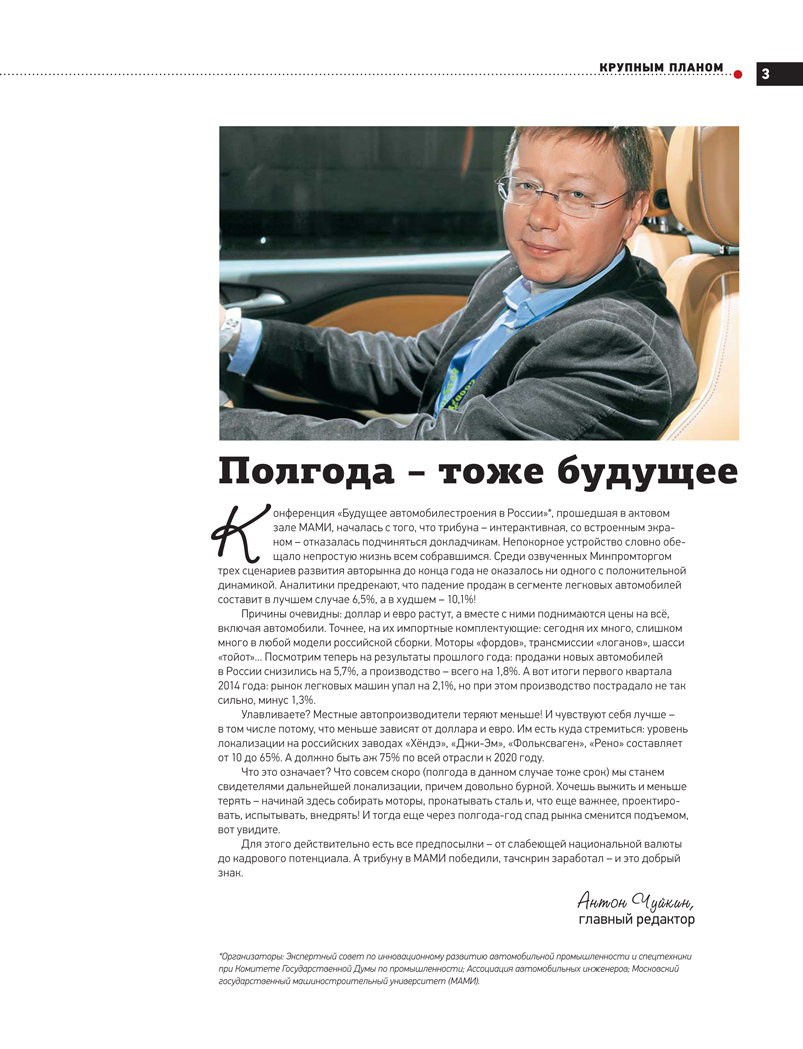 КРУПНЫМ ПЛАНОМ
3
Полгода – тоже будущее
Конференция «Будущее автомобилестроения в России»*, прошедшая в актовом
зале МАМИ, началась с того, что трибуна – интерактивная, со встроенным экра-
ном – отказалась подчиняться докладчикам. Непокорное устройство словно обе-
щало непростую жизнь всем собравшимся. Среди озвученных Минпромторгом
трех сценариев развития авторынка до конца года не оказалось ни одного с положительной
динамикой. Аналитики предрекают, что падение продаж в сегменте легковых автомобилей
составит в лучшем случае 6,5%, а в худшем – 10,1%!
Причины очевидны: доллар и евро растут, а вместе с ними поднимаются цены на всё,
включая автомобили. Точнее, на их импортные комплектующие: сегодня их много, слишком
много в любой модели российской сборки. Моторы «фордов», трансмиссии «логанов», шасси
«тойот»... Посмотрим теперь на результаты прошлого года: продажи новых автомобилей
в России снизились на 5,7%, а производство – всего на 1,8%. А вот итоги первого квартала
2014 года: рынок легковых машин упал на 2,1%, но при этом производство пострадало не так
сильно, минус 1,3%.
Улавливаете? Местные автопроизводители теряют меньше! И чувствуют себя лучше –
в том числе потому, что меньше зависят от доллара и евро. Им есть куда стремиться: уровень
локализации на российских заводах «Хёндэ», «Джи-Эм», «Фольксваген», «Рено» составляет
от 10 до 65%. А должно быть аж 75% по всей отрасли к 2020 году.
Что это означает? Что совсем скоро (полгода в данном случае тоже срок) мы станем
свидетелями дальнейшей локализации, причем довольно бурной. Хочешь выжить и меньше
терять – начинай здесь собирать моторы, прокатывать сталь и, что еще важнее, проектиро-
вать, испытывать, внедрять! И тогда еще через полгода-год спад рынка сменится подъемом,
вот увидите.
Для этого действительно есть все предпосылки – от слабеющей национальной валюты
до кадрового потенциала. А трибуну в МАМИ победили, тачскрин заработал – и это добрый
знак.
Антон Чуйкин,
главный редактор
*Организаторы: Экспертный совет по инновационному развитию автомобильной промышленности и спецтехники
при Комитете Государственной Думы по промышленности; Ассоциация автомобильных инженеров; Московский
государственный машиностроительный университет (МАМИ).